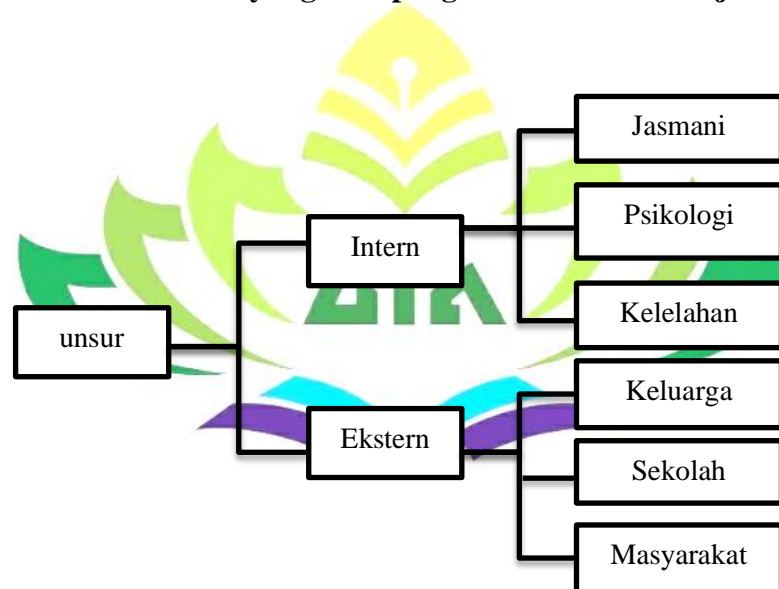 Jasmani
Psikologi
Intern
Kelelahan
unsur
Keluarga
Ekstern
Sekolah
Masyarakat